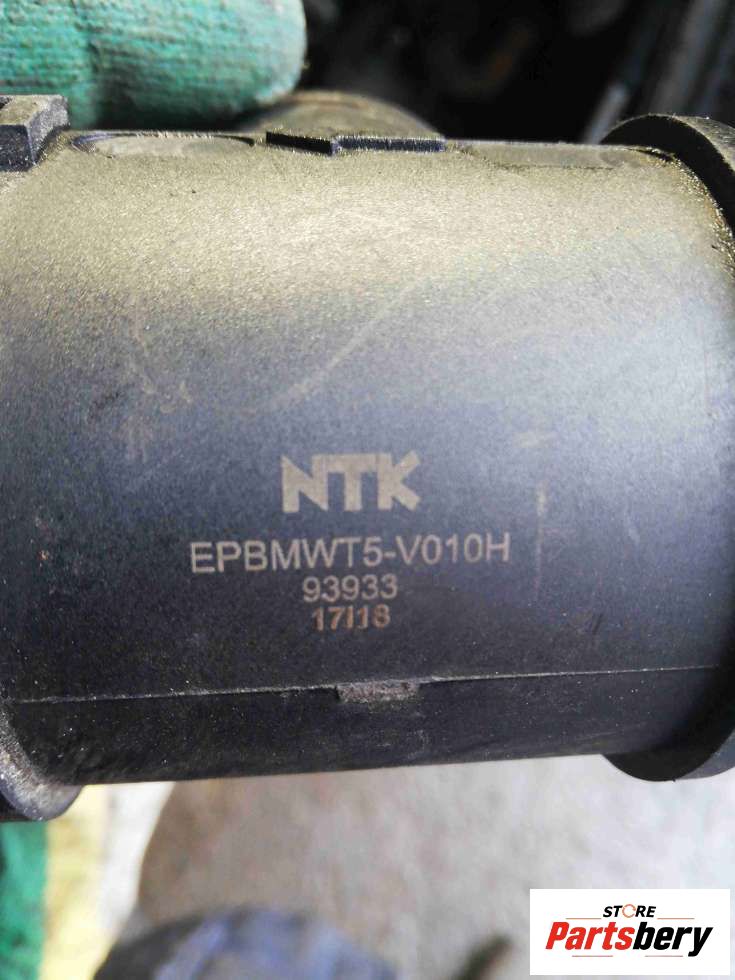 NTK
EPBMWT5-V010H
93933
17I18
STORE
Partsbery